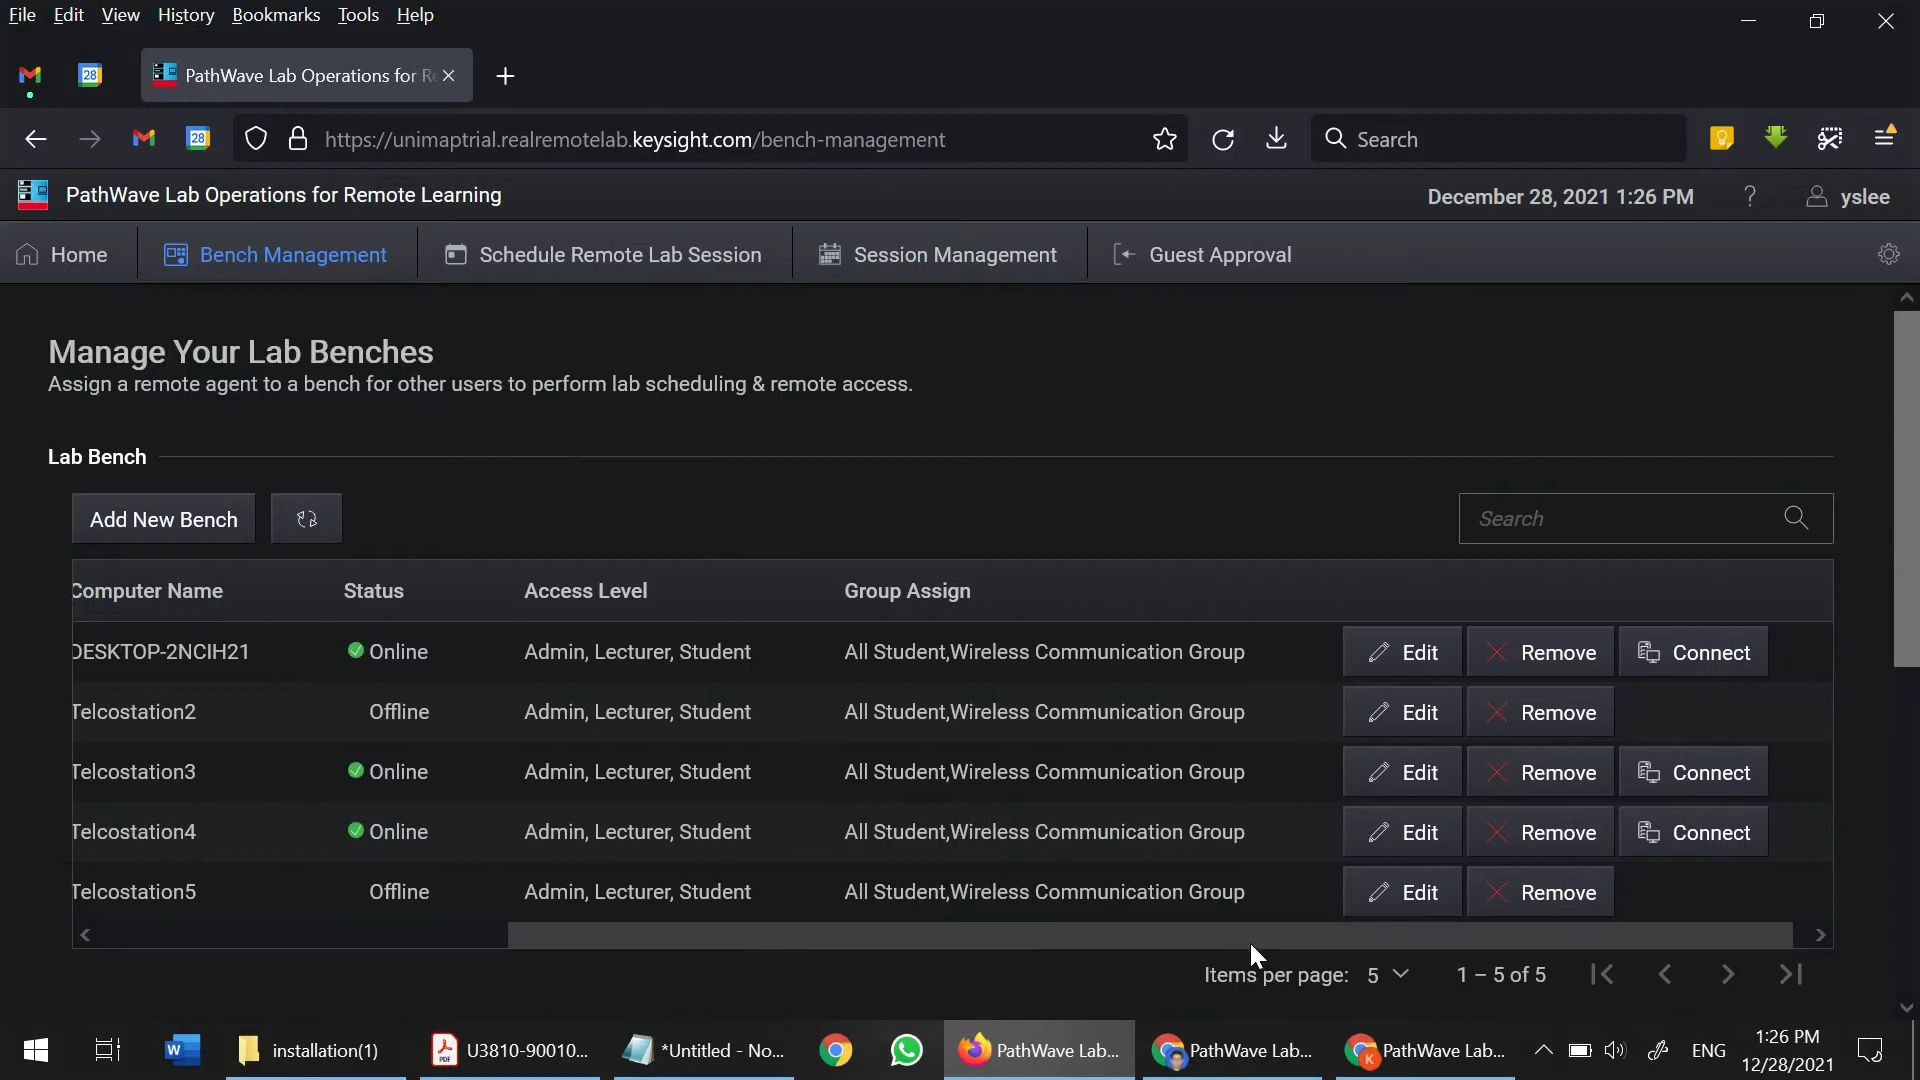 File Edit View History Bookmarks Tools Help
28 PathWave Lab Operations for Re
28 https://unimaptrial.realremotelab.keysight.com/bench-management Search
PathWave Lab Operations for Remote Learning December 28, 2021 1:26 PM ? yslee
Home Bench Management Schedule Remote Lab Session Session Management Guest Approval
Manage Your Lab Benches
Assign a remote agent to a bench for other users to perform lab scheduling & remote access.
Lab Bench
Add New Bench Search
Computer Name Status Access Level Group Assign
DESKTOP-2NCIH21 Online Admin, Lecturer, Student All Student,Wireless Communication Group Edit Remove Connect
Telcostation2 Offline Admin, Lecturer, Student All Student,Wireless Communication Group Edit Remove
Telcostation3 Online Admin, Lecturer, Student All Student,Wireless Communication Group Edit Remove Connect
Telcostation4 Online Admin, Lecturer, Student All Student,Wireless Communication Group Edit Remove Connect
Telcostation5 Offline Admin, Lecturer, Student All Student,Wireless Communication Group Edit Remove
Items per page: 5 1 – 5 of 5
installation(1) U3810-90010... *Untitled - No... PathWave Lab... PathWave Lab... K PathWave Lab... ENG 1:26 PM
12/28/2021